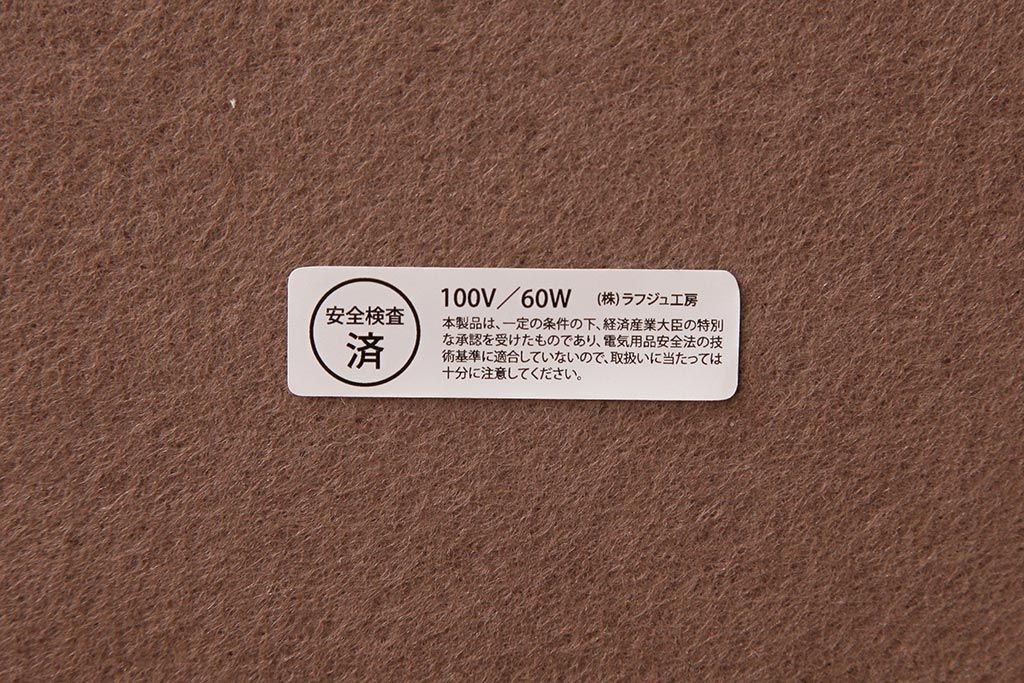 安全検査
済
100V／60W (株)ラフジュ工房
本製品は、一定の条件の下、経済産業大臣の特別
な承認を受けたものであり、電気用品安全法の技
術基準に適合していないので、取扱いに当たっては
十分に注意してください。